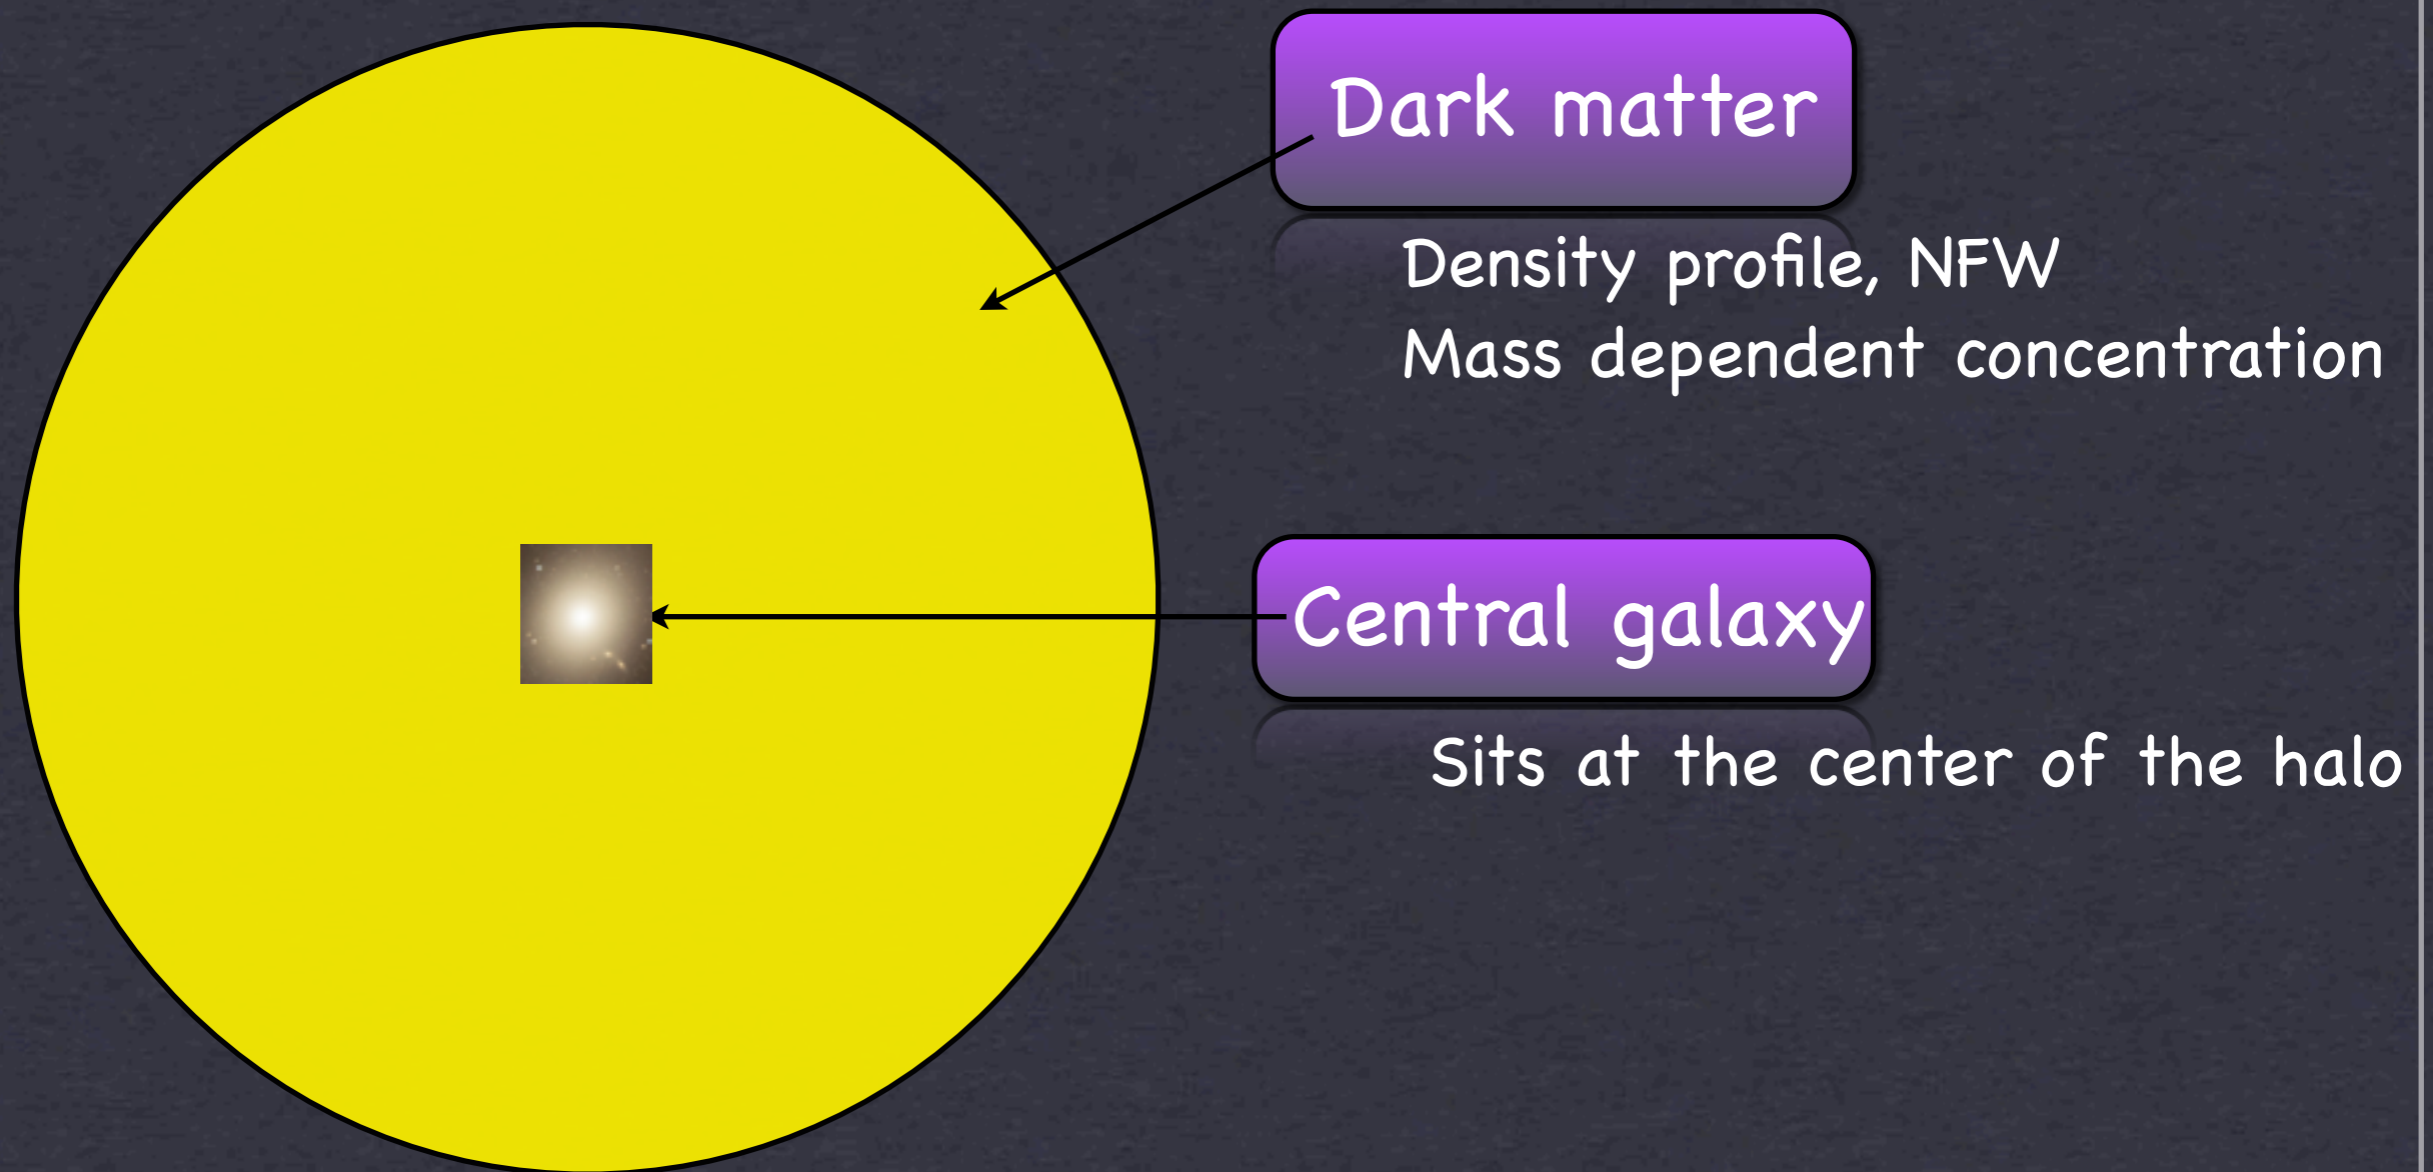 Dark matter
Density profile, NFW
Mass dependent concentration
Central galaxy
Sits at the center of the halo